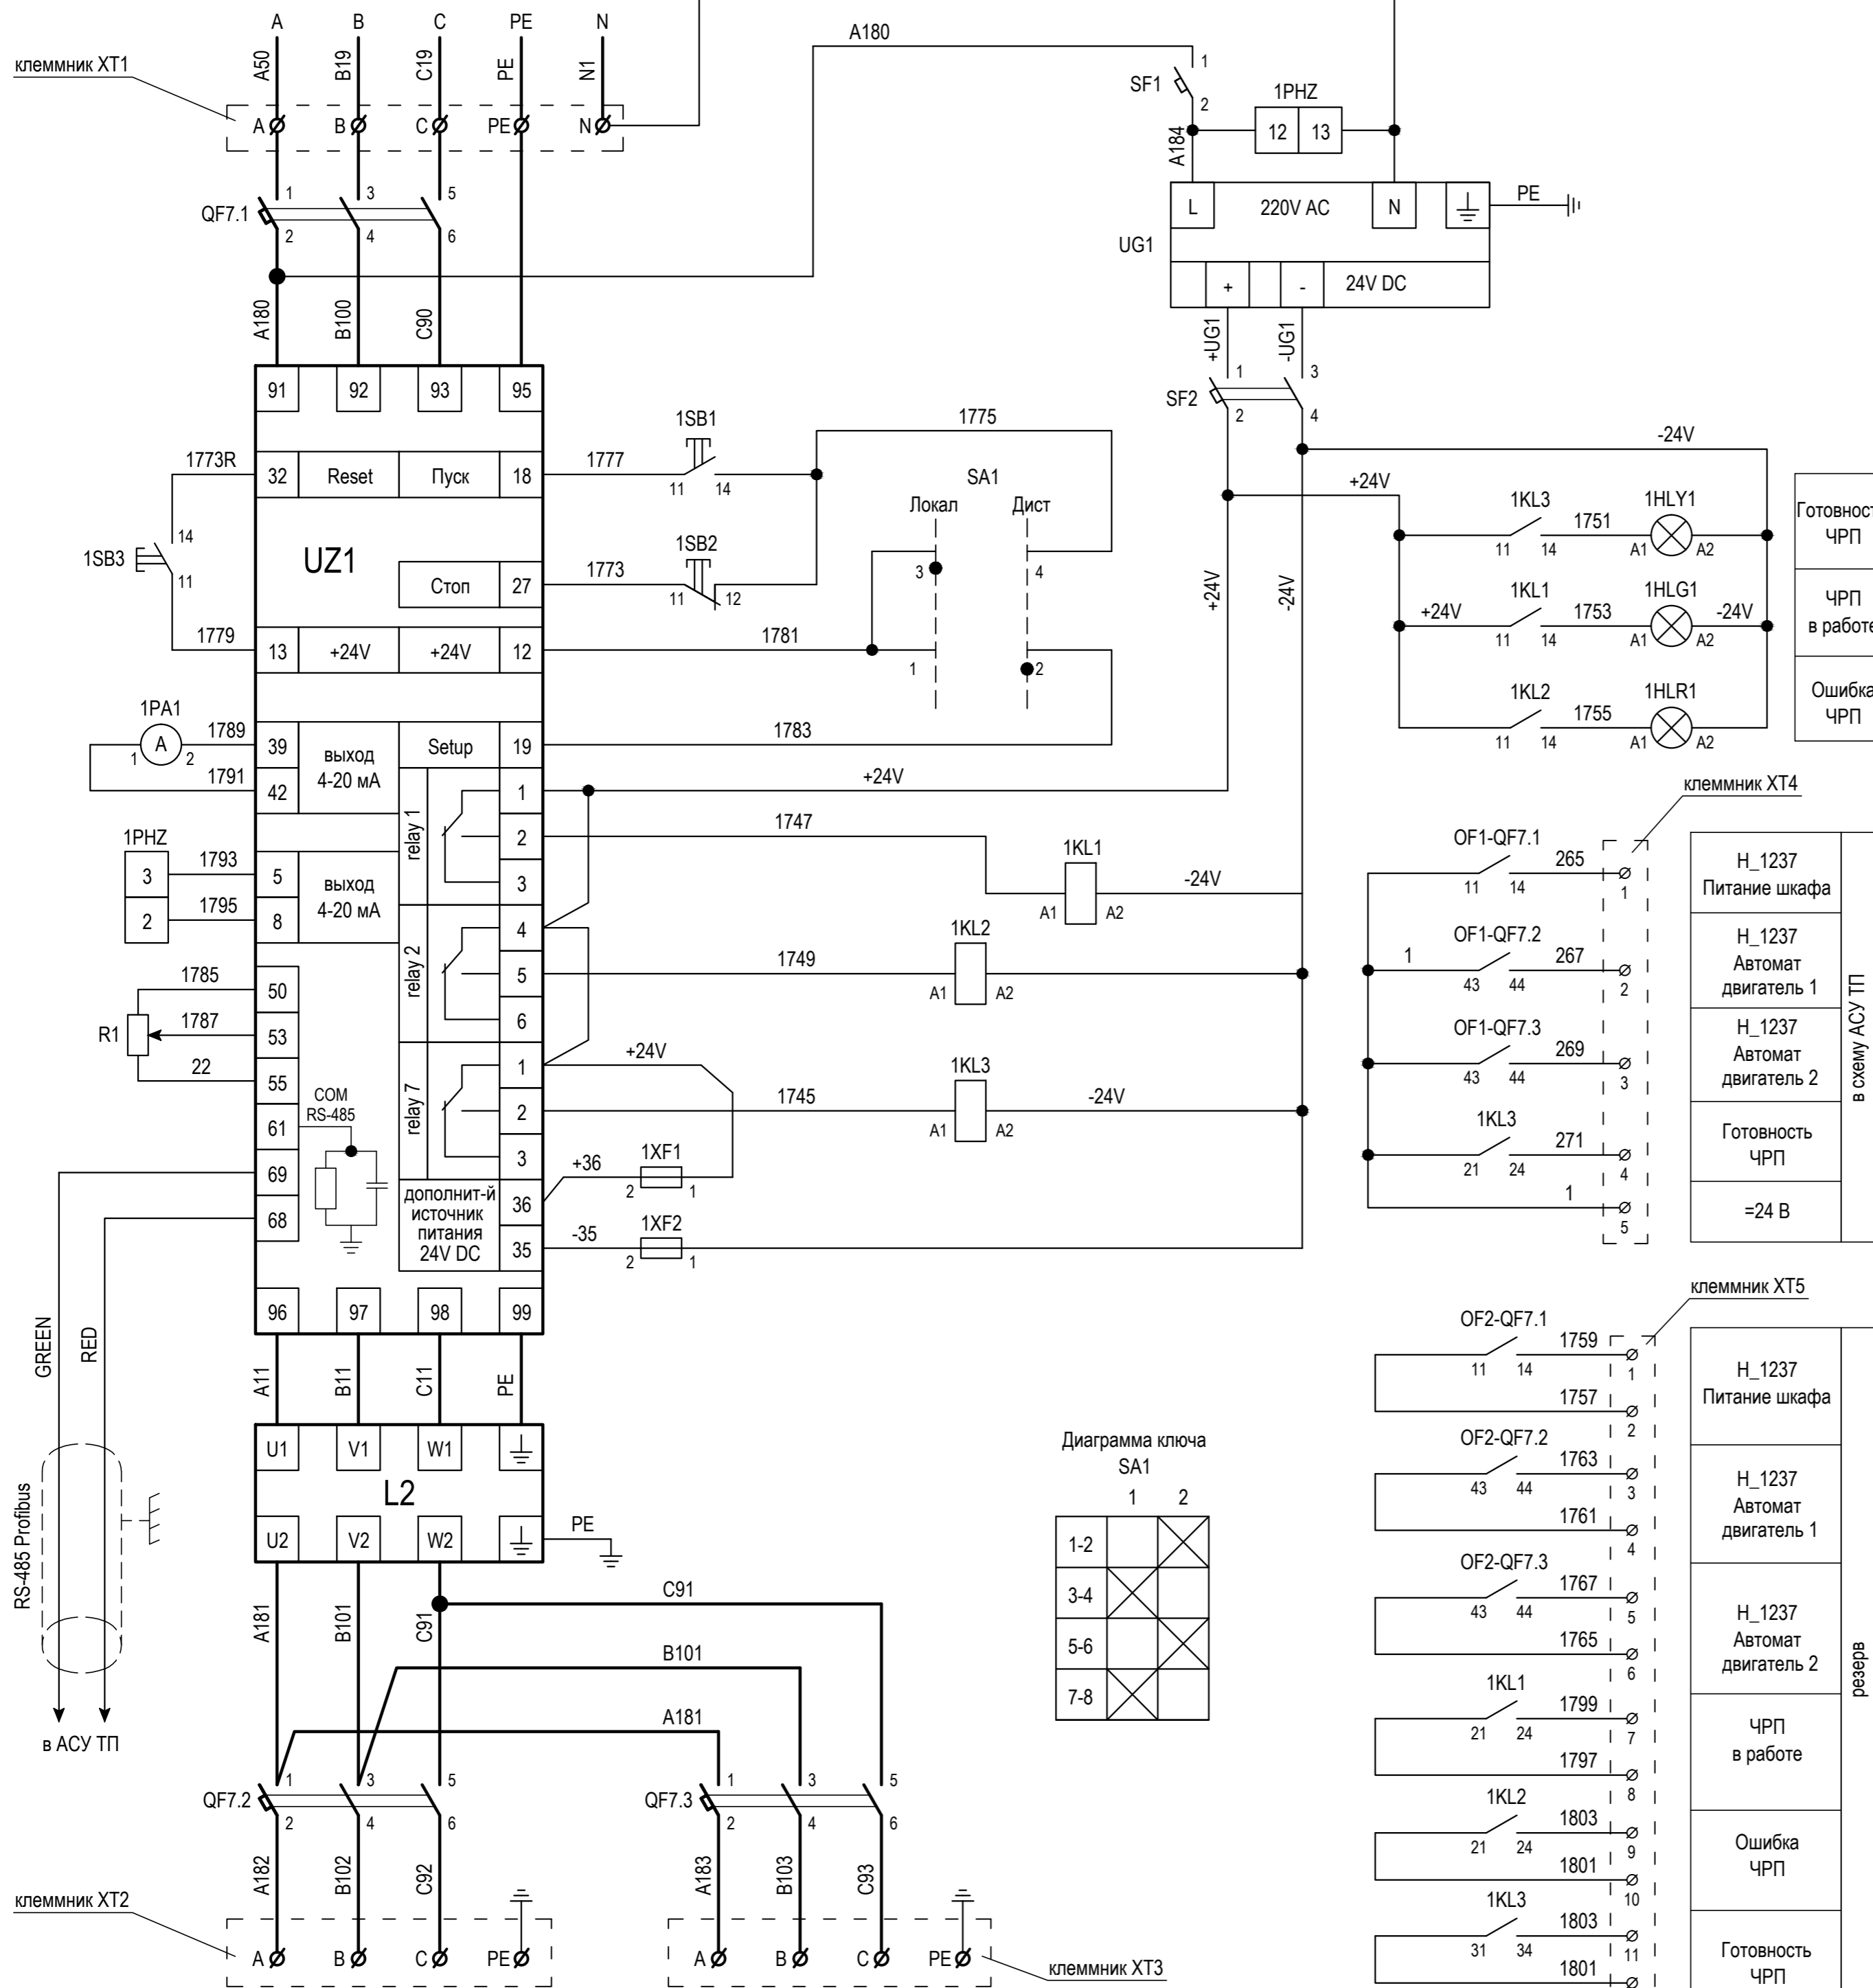 A B C PE N
A180
клеммник XT1
A50 B19 C19 PE N1
A B C PE N
SF1 1 2
1PHZ
12 13
A184
QF7.1 1 2 3 4 5 6
L 220V AC N PE
UG1
+ - 24V DC
A180 B100 C90
+UG1 -UG1
SF2 1 2 3 4
91 92 93 95
1773R 32 Reset Пуск 18 1777
1SB1 11 14
1775
SA1
Локал Дист
3 4
1 2
1SB3 14 11
UZ1
Стоп 27 1773
1SB2 11 12
1779 13 +24V +24V 12 1781
+24V -24V
-24V
+24V
1KL3 11 14 1751 1HLY1 A1 A2
ЧРП
1KL1 +24V 11 14 1753 1HLG1 A1 A2 -24V
ЧРП
1KL2 11 14 1755 1HLR1 A1 A2
ЧРП
1PA1 A 1 2
1789 39
1791 42
выход
4-20 мА
Setup 19 1783
relay 1
1 +24V
2 1747
3
1KL1 A1 A2 -24V
1PHZ
3 1793 5
2 1795 8
выход
4-20 мА
relay 2
4
5 1749
6
1KL2 A1 A2
R1
1785 50
1787 53
22 55
61
69
68
COM
RS-485
relay 7
1 +24V
2 1745
3
1KL3 A1 A2 -24V
дополнит-й
источник
питания
24V DC
36 +36 1XF1 2 1
35 -35 1XF2 2 1
96 97 98 99
клеммник XT4
OF1-QF7.1 11 14 265 1
H_1237
Питание шкафа
1 OF1-QF7.2 43 44 267 2
H_1237
Автомат
двигатель 1
OF1-QF7.3 43 44 269 3
H_1237
Автомат
двигатель 2
1KL3 21 24 271 4
Готовность
ЧРП
1 5
=24 В
в схему АСУ ТП
GREEN
RED
RS-485 Profibus
в АСУ ТП
A11 B11 C11 PE
U1 V1 W1
L2
U2 V2 W2 PE
A181 B101 C91
C91
B101
A181
QF7.2 1 2 3 4 5 6
QF7.3 1 2 3 4 5 6
A182 B102 C92
A183 B103 C93
клеммник XT2
A B C PE
A B C PE
клеммник XT3
Диаграмма ключа
SA1
1 2
1-2
3-4
5-6
7-8
клеммник XT5
OF2-QF7.1 11 14 1759 1
1757 2
H_1237
Питание шкафа
OF2-QF7.2 43 44 1763 3
1761 4
H_1237
Автомат
двигатель 1
OF2-QF7.3 43 44 1767 5
1765 6
H_1237
Автомат
двигатель 2
1KL1 21 24 1799 7
1797 8
ЧРП
в работе
1KL2 21 24 1803 9
1801 10
Ошибка
ЧРП
1KL3 31 34 1803 11
1801
Готовность
ЧРП
резерв